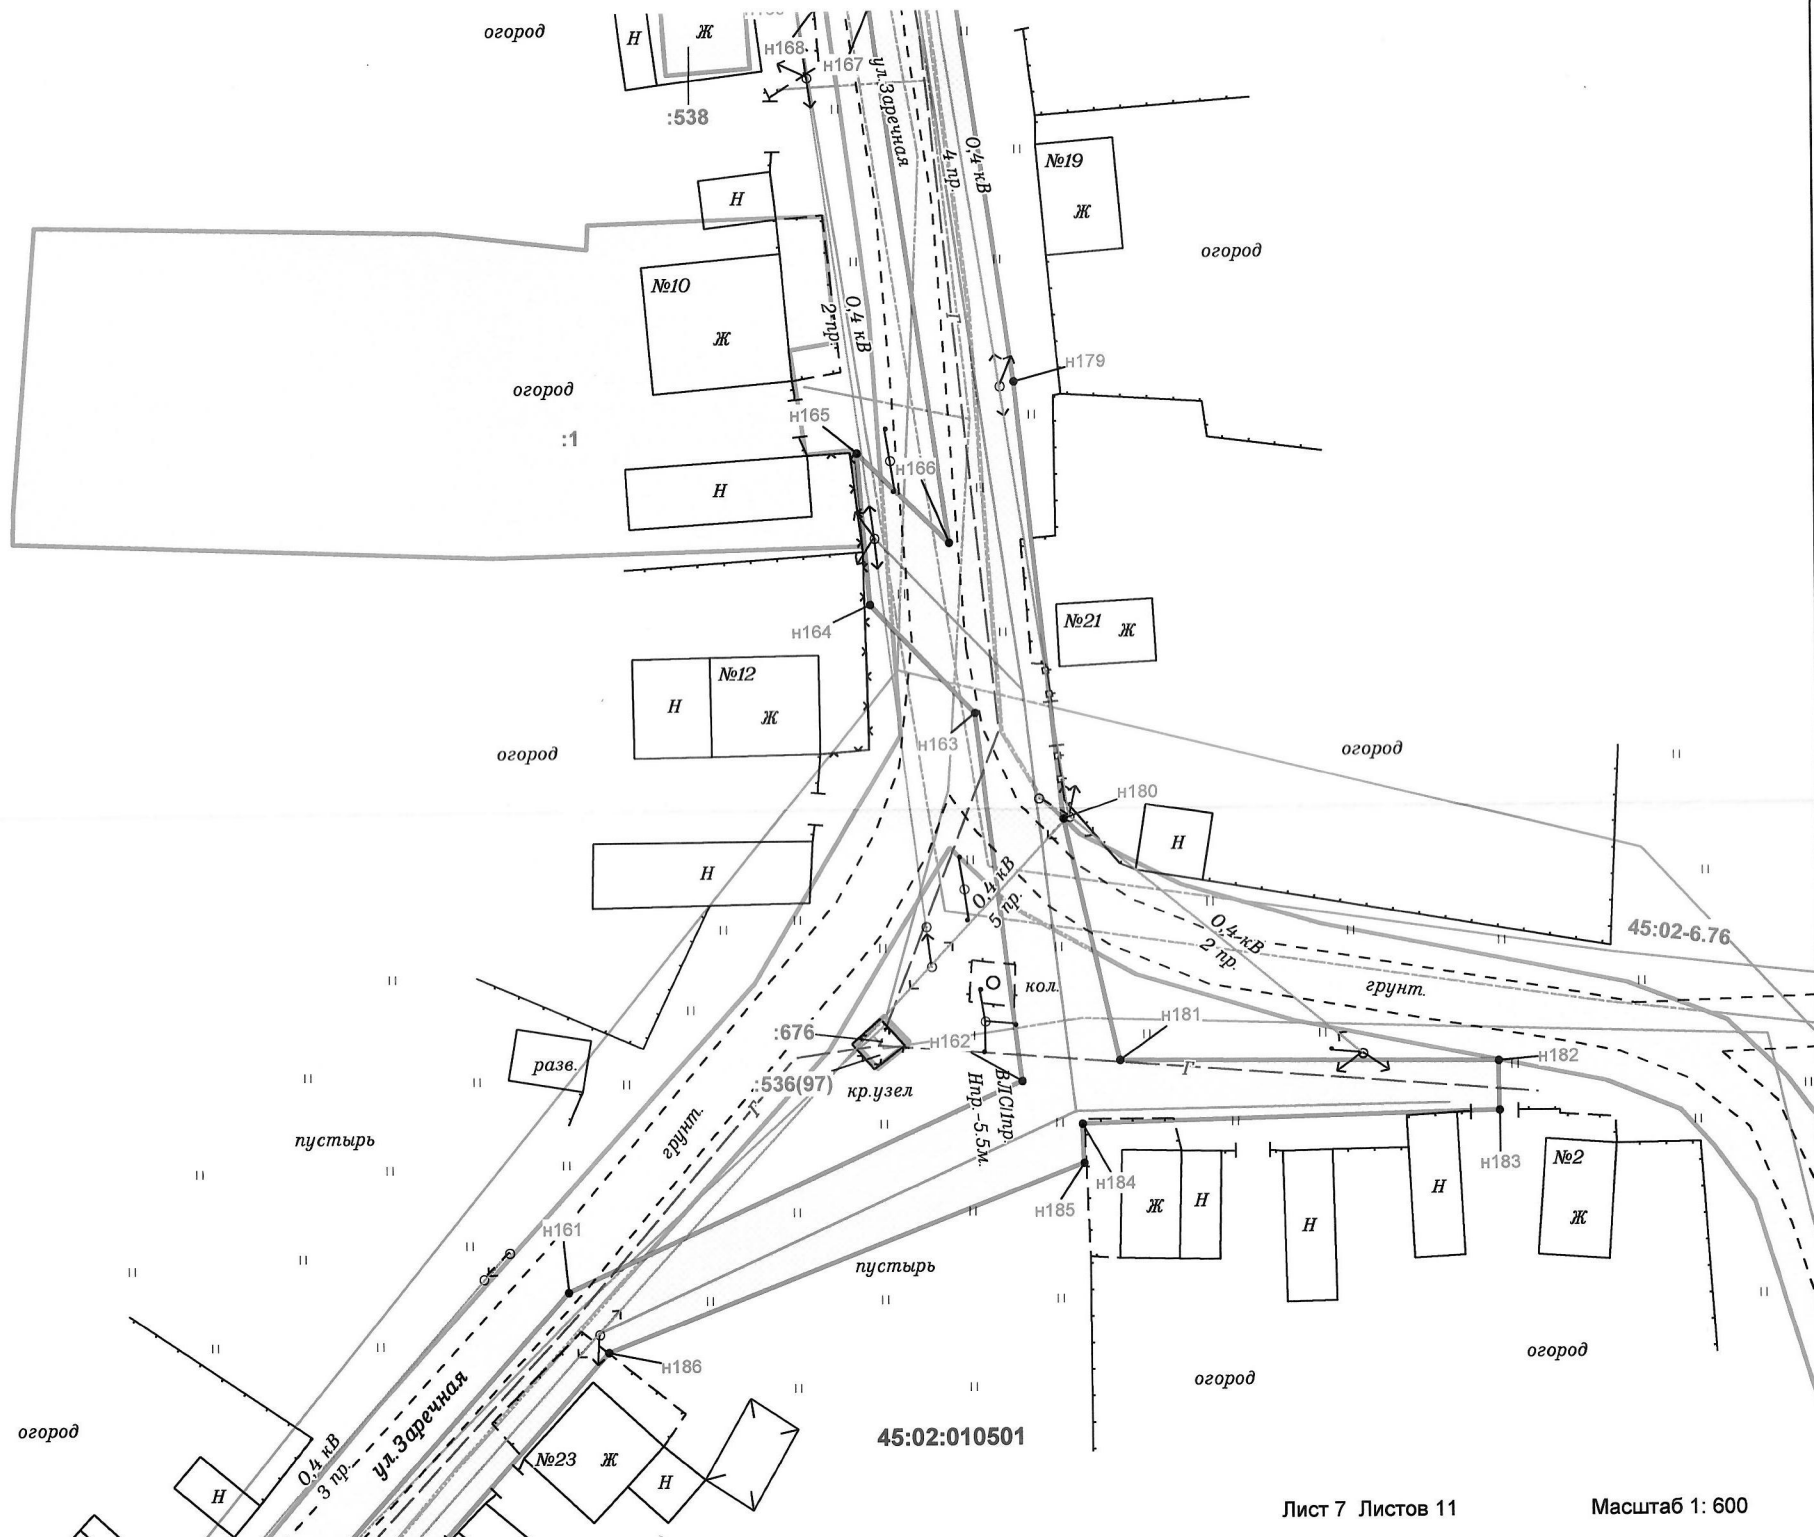 огород
Н
Ж
н168
н167
:538
ул.Заречная
4 пр.
0,4 кВ
№19
Ж
огород
Н
№10
Ж
2 пр.
0,4 кВ
Г
огород
:1
н179
н165
н166
Н
н164
№21
Ж
№12
Н
Ж
огород
н163
огород
н180
Н
Н
0,4 кВ
5 пр.
0,4 кВ
2 пр.
45:02-6.76
грунт.
кол.
:676
н162
н181
н182
разв.
:536(97)
кр.узел
Г
Г
ВЛС 1пр.
Нпр.-5.5м.
грунт.
пустырь
н183
№2
Ж
н184
н185
Ж
Н
Н
Н
н161
пустырь
н186
огород
огород
огород
0,4 кВ
3 пр.
ул.Заречная
№23
Ж
Н
Н
45:02:010501
Лист 7 Листов 11
Масштаб 1: 600